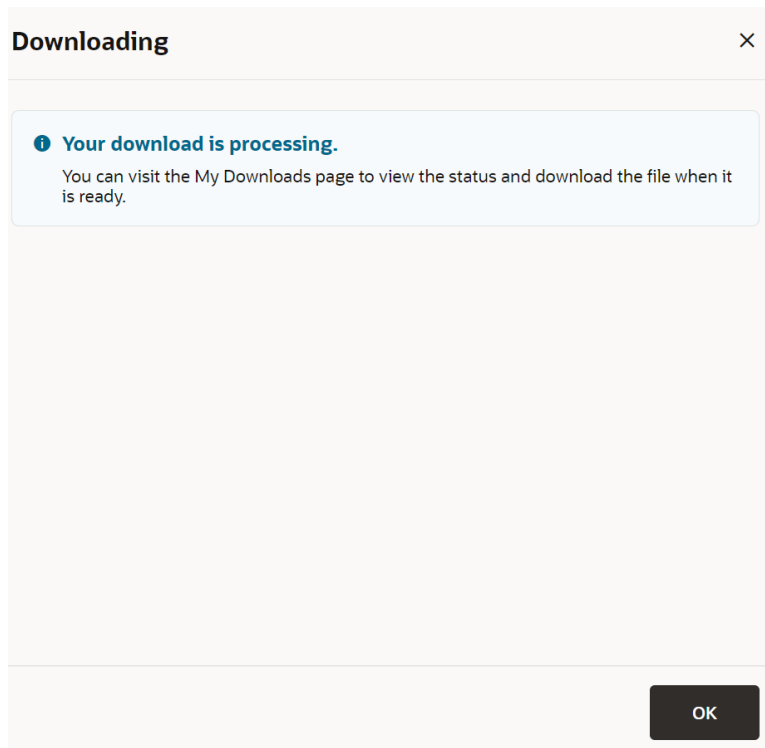 Downloading
Your download is processing.
You can visit the My Downloads page to view the status and download the file when it
is ready.
OK